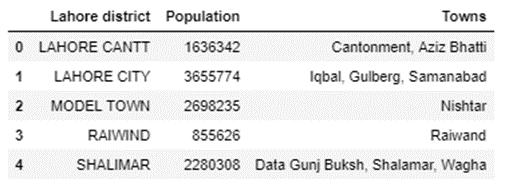 Lahore district Population Towns
0 LAHORE CANTT 1636342 Cantonment, Aziz Bhatti
1 LAHORE CITY 3655774 Iqbal, Gulberg, Samanabad
2 MODEL TOWN 2698235 Nishtar
3 RAIWIND 855626 Raiwand
4 SHALIMAR 2280308 Data Gunj Buksh, Shalamar, Wagha